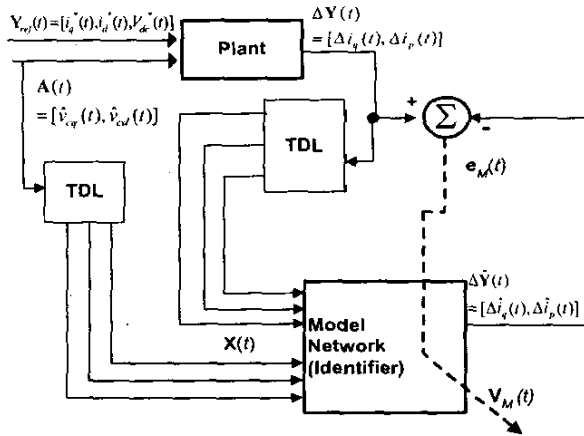 Y_ref(t)=[i_q*(t),i_d*(t),V_dc*(t)]
Plant
ΔY(t)
=[Δi_q(t),Δi_p(t)]
A(t)
=[v̂_cq(t),v̂_cd(t)]
TDL
TDL
+
Σ
-
e_M(t)
ΔŶ(t)
=[Δî_q(t),Δî_p(t)]
Model
Network
(Identifier)
X(t)
V_M(t)